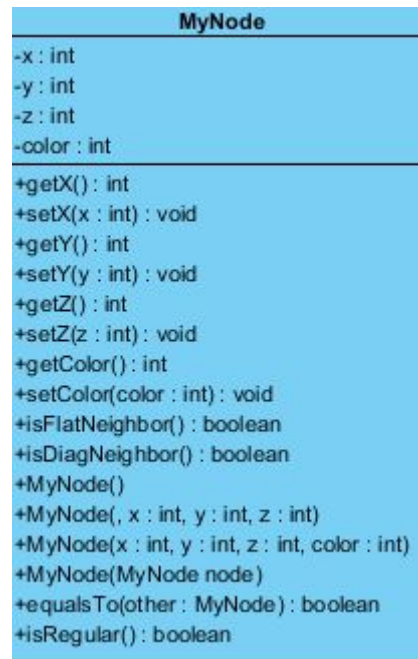 MyNode
-x : int
-y : int
-z : int
-color : int
+getX() : int
+setX(x : int) : void
+getY() : int
+setY(y : int) : void
+getZ() : int
+setZ(z : int) : void
+getColor() : int
+setColor(color : int) : void
+isFlatNeighbor() : boolean
+isDiagNeighbor() : boolean
+MyNode()
+MyNode(, x : int, y : int, z : int)
+MyNode(x : int, y : int, z : int, color : int)
+MyNode(MyNode node)
+equalsTo(other : MyNode) : boolean
+isRegular() : boolean